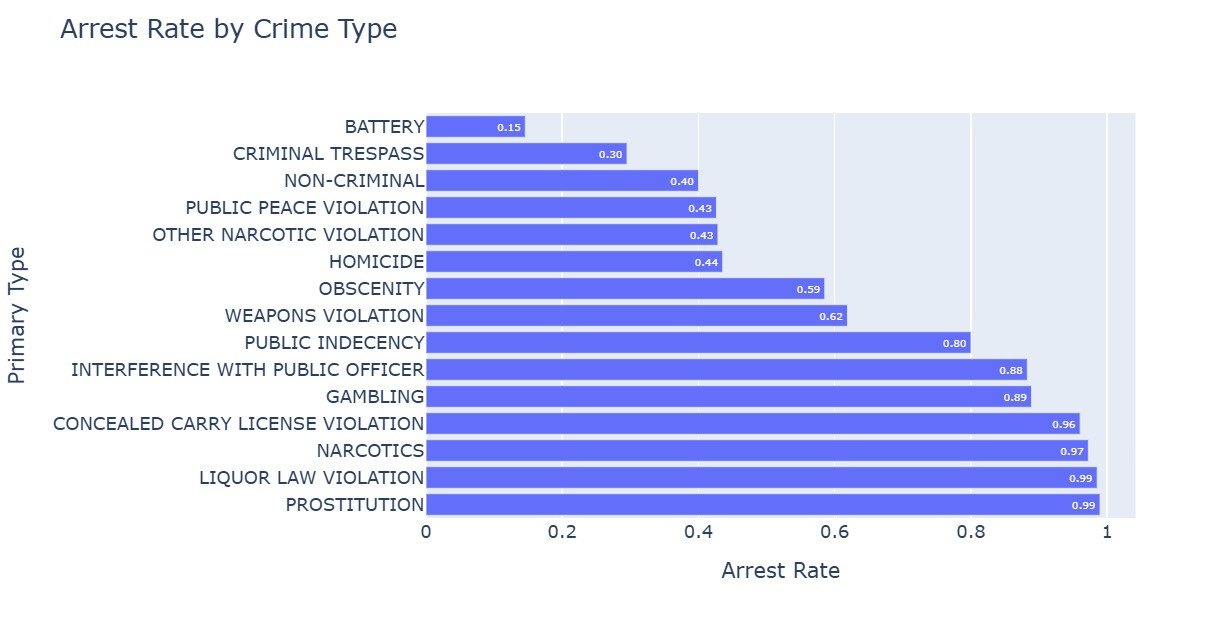 Arrest Rate by Crime Type
Primary Type
BATTERY 0.15
CRIMINAL TRESPASS 0.30
NON-CRIMINAL 0.40
PUBLIC PEACE VIOLATION 0.43
OTHER NARCOTIC VIOLATION 0.43
HOMICIDE 0.44
OBSCENITY 0.59
WEAPONS VIOLATION 0.62
PUBLIC INDECENCY 0.80
INTERFERENCE WITH PUBLIC OFFICER 0.88
GAMBLING 0.89
CONCEALED CARRY LICENSE VIOLATION 0.96
NARCOTICS 0.97
LIQUOR LAW VIOLATION 0.99
PROSTITUTION 0.99
0 0.2 0.4 0.6 0.8 1
Arrest Rate